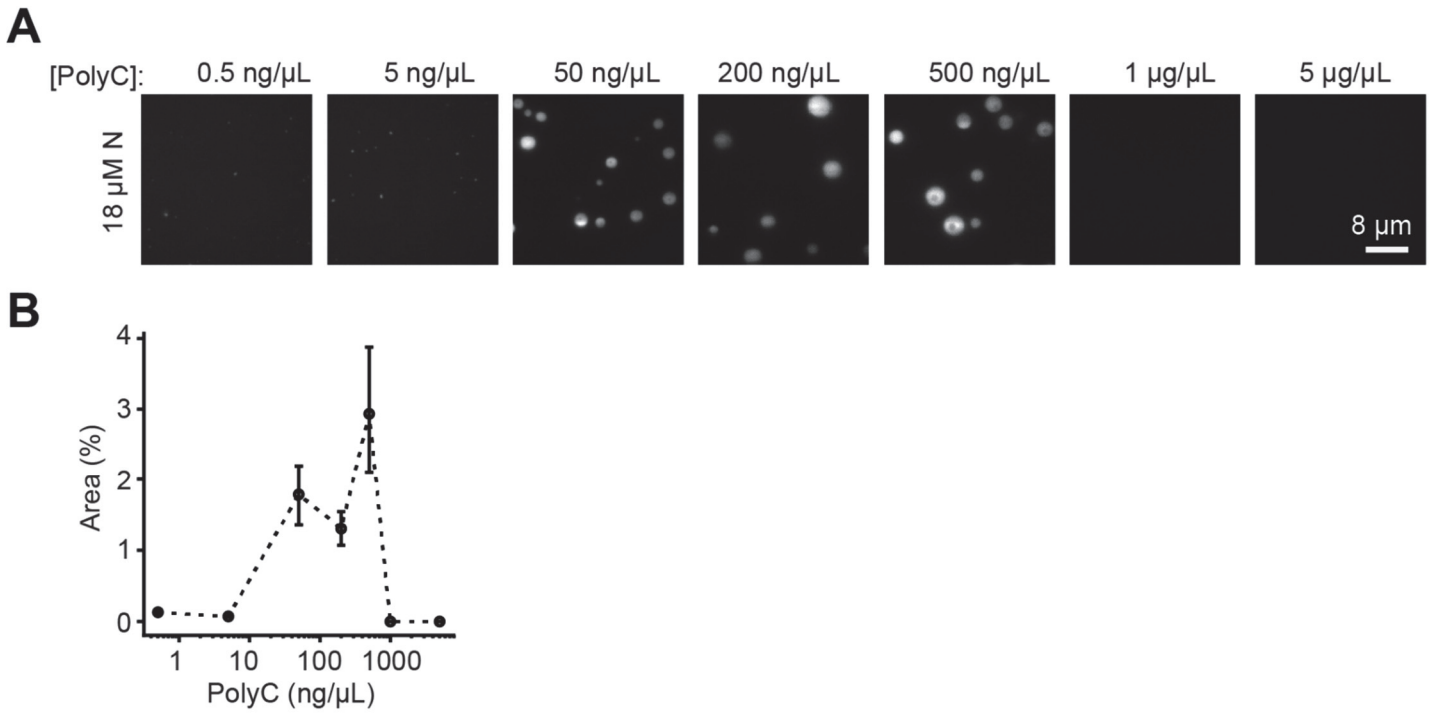 A
[PolyC]: 0.5 ng/µL 5 ng/µL 50 ng/µL 200 ng/µL 500 ng/µL 1 µg/µL 5 µg/µL
18 µM N
8 µm
B
4
3
2
1
0
Area (%)
1 10 100 1000
PolyC (ng/µL)